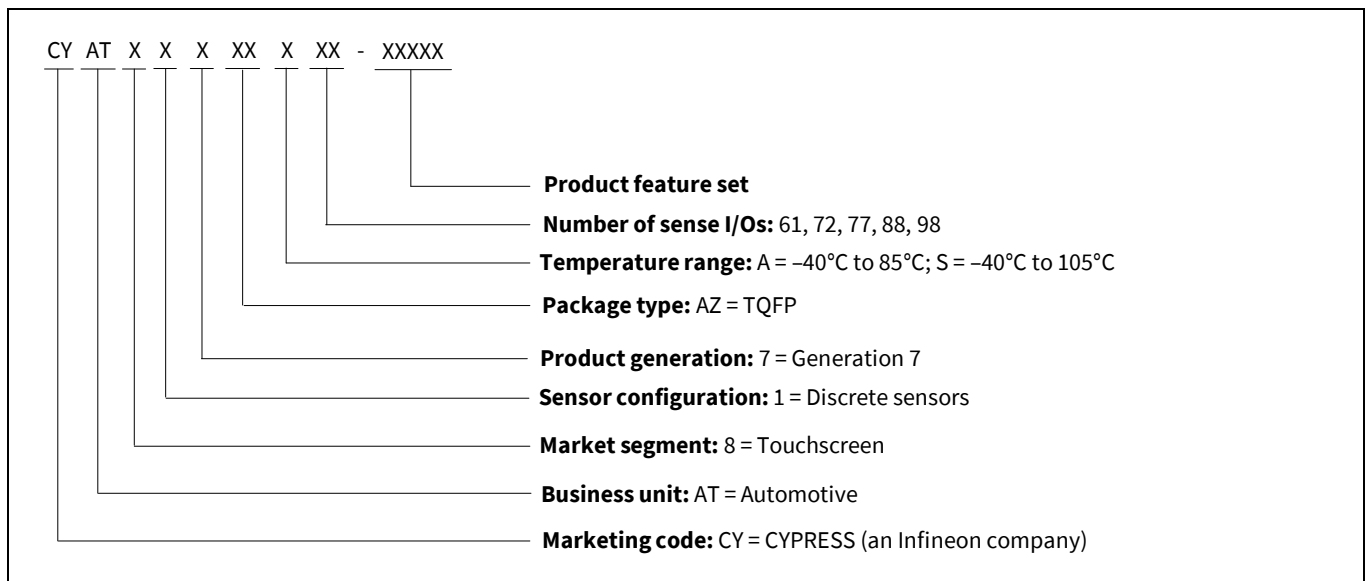 CY AT X X X XX X XX - XXXXX
Product feature set
Number of sense I/Os: 61, 72, 77, 88, 98
Temperature range: A = –40°C to 85°C; S = –40°C to 105°C
Package type: AZ = TQFP
Product generation: 7 = Generation 7
Sensor configuration: 1 = Discrete sensors
Market segment: 8 = Touchscreen
Business unit: AT = Automotive
Marketing code: CY = CYPRESS (an Infineon company)